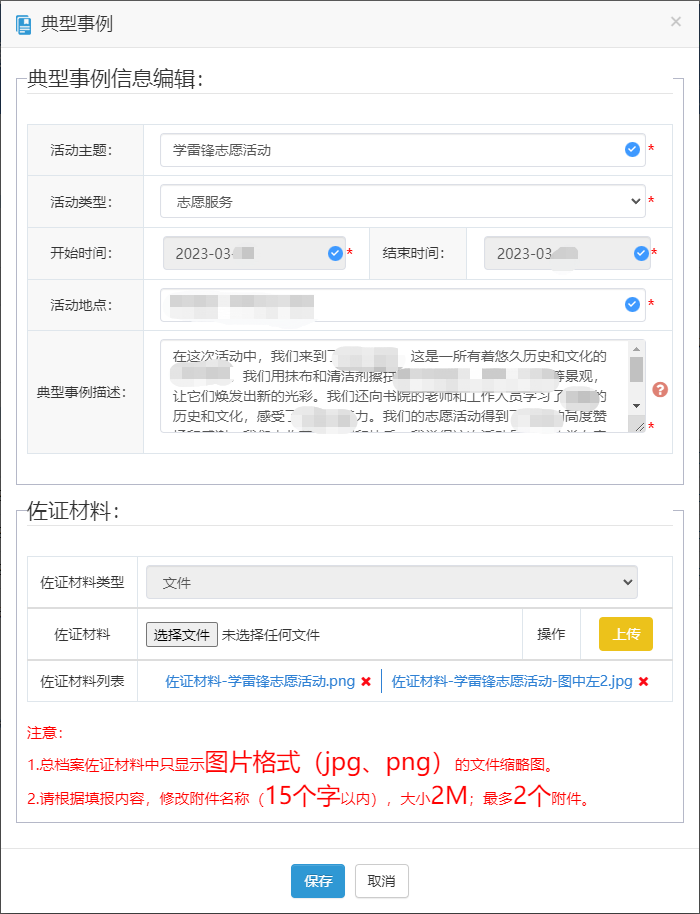 典型事例
×
典型事例信息编辑：
活动主题： 学雷锋志愿活动 *
活动类型： 志愿服务 *
开始时间： 2023-03- * 结束时间： 2023-03- *
活动地点： *
典型事例描述：
在这次活动中，我们来到了 这是一所有着悠久历史和文化的
、我们用抹布和清洁剂擦拭 等景观，
让它们焕发出新的光彩。我们还向书院的老师和工作人员学习了
历史和文化，感受了 力。我们的志愿活动得到了 的高度赞
*
佐证材料：
佐证材料类型 文件
佐证材料 选择文件 未选择任何文件 操作 上传
佐证材料列表 佐证材料-学雷锋志愿活动.png ✖ 佐证材料-学雷锋志愿活动-图中左2.jpg ✖
注意：
1.总档案佐证材料中只显示图片格式（jpg、png）的文件缩略图。
2.请根据填报内容，修改附件名称（15个字以内），大小2M；最多2个附件。
保存 取消